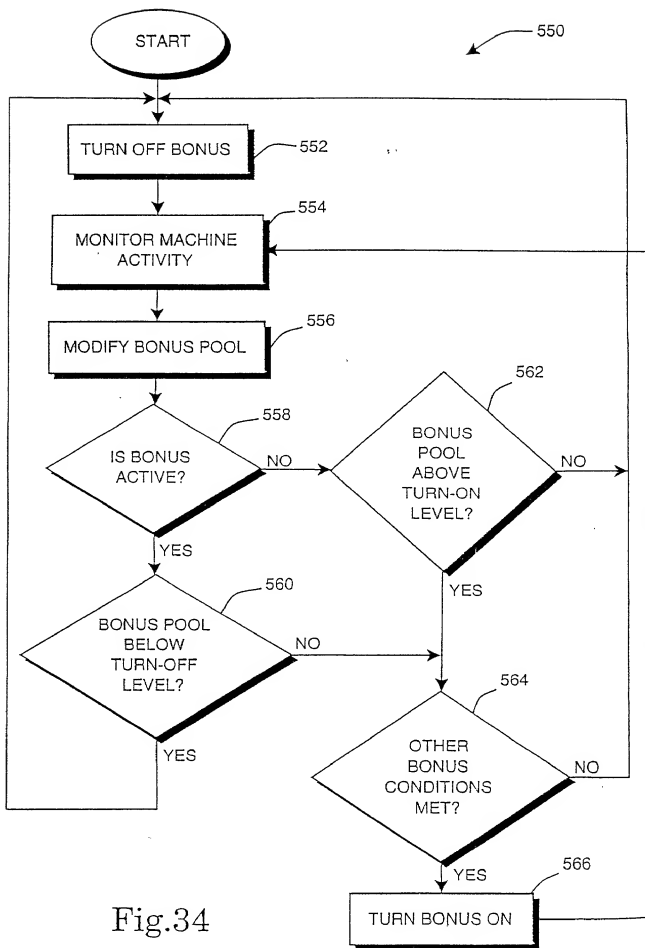 START
550
TURN OFF BONUS
552
554
MONITOR MACHINE
ACTIVITY
556
MODIFY BONUS POOL
558
IS BONUS
ACTIVE?
NO
562
BONUS
POOL
ABOVE
TURN-ON
LEVEL?
NO
YES
YES
560
BONUS POOL
BELOW
TURN-OFF
LEVEL?
NO
YES
564
OTHER
BONUS
CONDITIONS
MET?
NO
YES
566
TURN BONUS ON
Fig.34